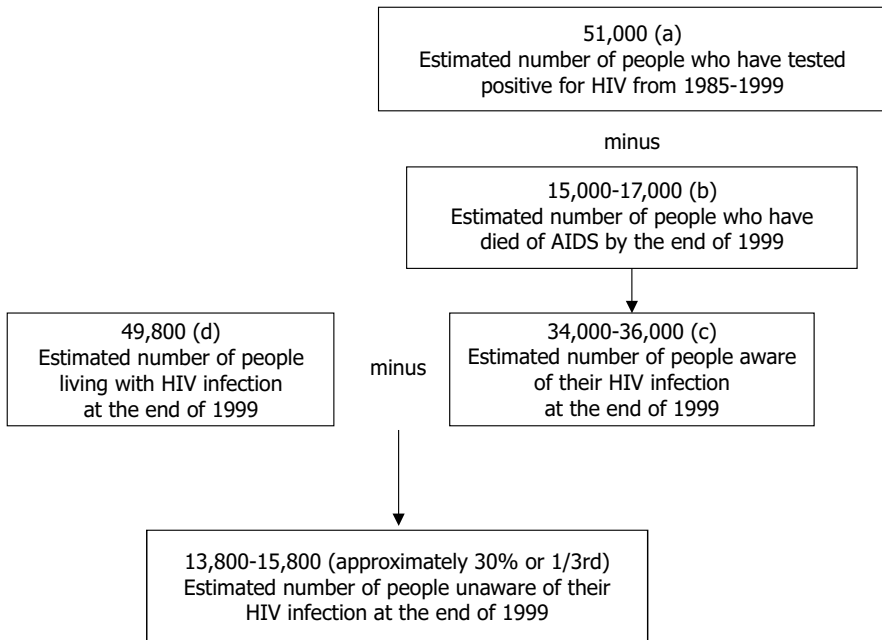 51,000 (a)
Estimated number of people who have tested
positive for HIV from 1985-1999
minus
15,000-17,000 (b)
Estimated number of people who have
died of AIDS by the end of 1999
49,800 (d)
Estimated number of people
living with HIV infection
at the end of 1999
minus
34,000-36,000 (c)
Estimated number of people aware
of their HIV infection
at the end of 1999
13,800-15,800 (approximately 30% or 1/3rd)
Estimated number of people unaware of their
HIV infection at the end of 1999